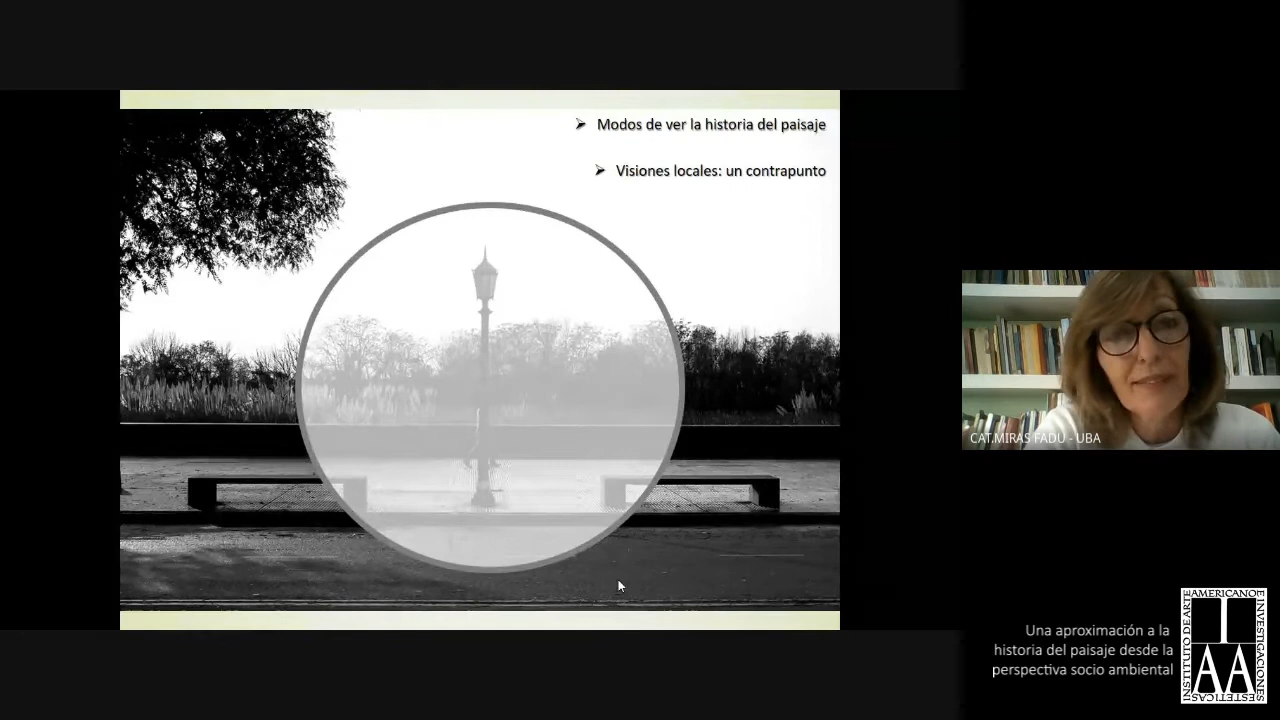 ➢ Modos de ver la historia del paisaje
➢ Visiones locales: un contrapunto
CAT.MIRAS FADU - UBA
Una aproximación a la
historia del paisaje desde la
perspectiva socio ambiental
INSTITUTO DE ARTE
AMERICANO
E INVESTIGACIONES
ESTETICAS
IAA